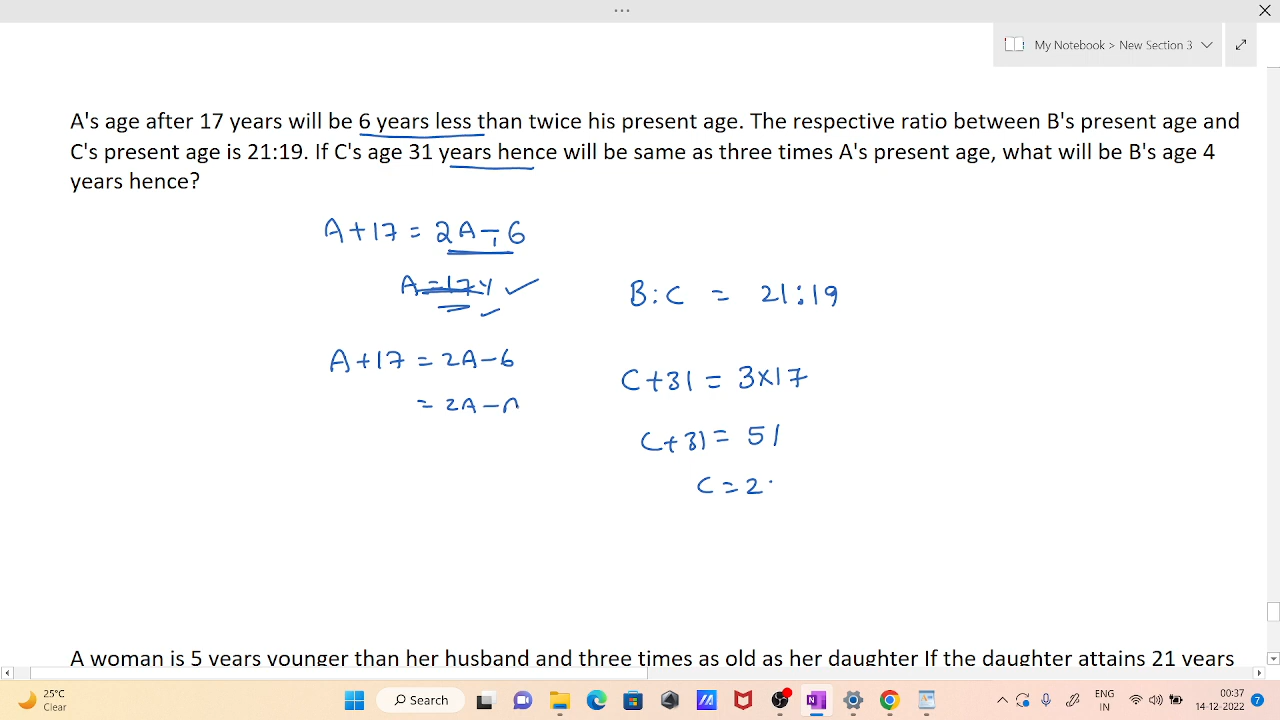 My Notebook > New Section 3
A's age after 17 years will be 6 years less than twice his present age. The respective ratio between B's present age and
C's present age is 21:19. If C's age 31 years hence will be same as three times A's present age, what will be B's age 4
years hence?
A+17 = 2A-6
A=17y
B:C = 21:19
A+17 = 2A-6
= 2A-
C+31 = 3×17
C+31 = 51
C=2
A woman is 5 years younger than her husband and three times as old as her daughter If the daughter attains 21 years
25°C
Clear
Search
ENG
IN
00:37
14-12-2022
7